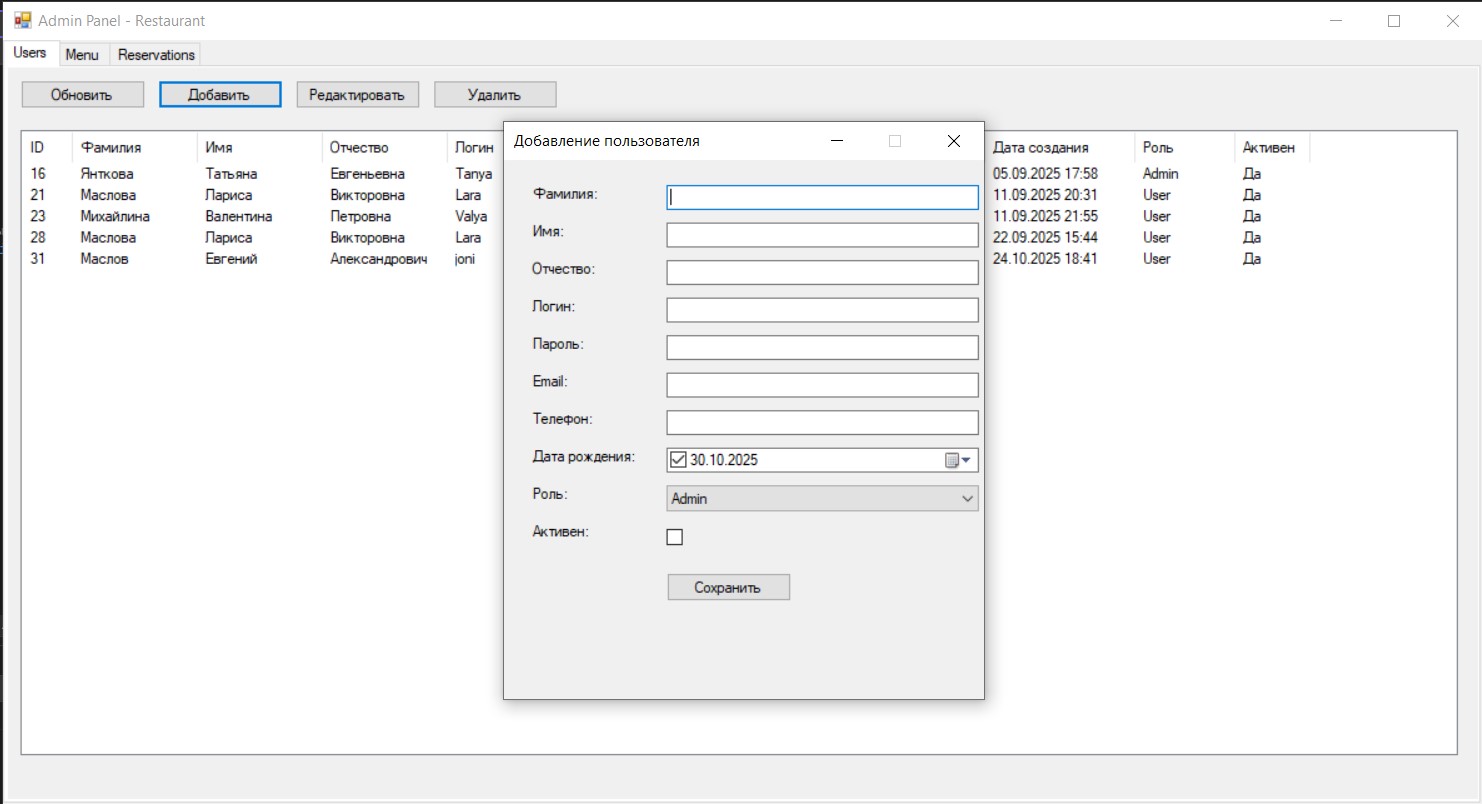 Admin Panel - Restaurant
Users Menu Reservations
Обновить Добавить Редактировать Удалить
ID Фамилия Имя Отчество Логин Дата создания Роль Активен
16 Янткова Татьяна Евгеньевна Tanya 05.09.2025 17:58 Admin Да
21 Маслова Лариса Викторовна Lara 11.09.2025 20:31 User Да
23 Михайлина Валентина Петровна Valya 11.09.2025 21:55 User Да
28 Маслова Лариса Викторовна Lara 22.09.2025 15:44 User Да
31 Маслов Евгений Александрович joni 24.10.2025 18:41 User Да
Добавление пользователя
Фамилия:
Имя:
Отчество:
Логин:
Пароль:
Email:
Телефон:
Дата рождения: 30.10.2025
Роль: Admin
Активен:
Сохранить